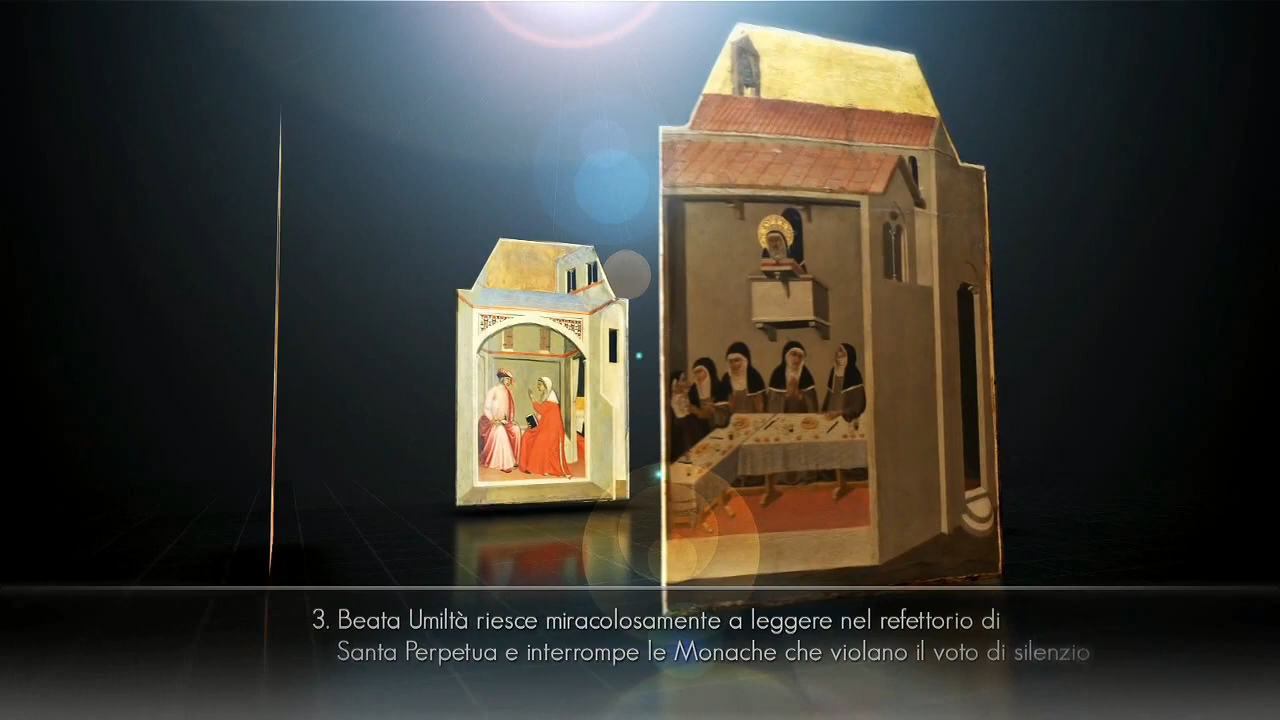 3. Beata Umiltà riesce miracolosamente a leggere nel refettorio di
Santa Perpetua e interrompe le Monache che violano il voto di silenzio